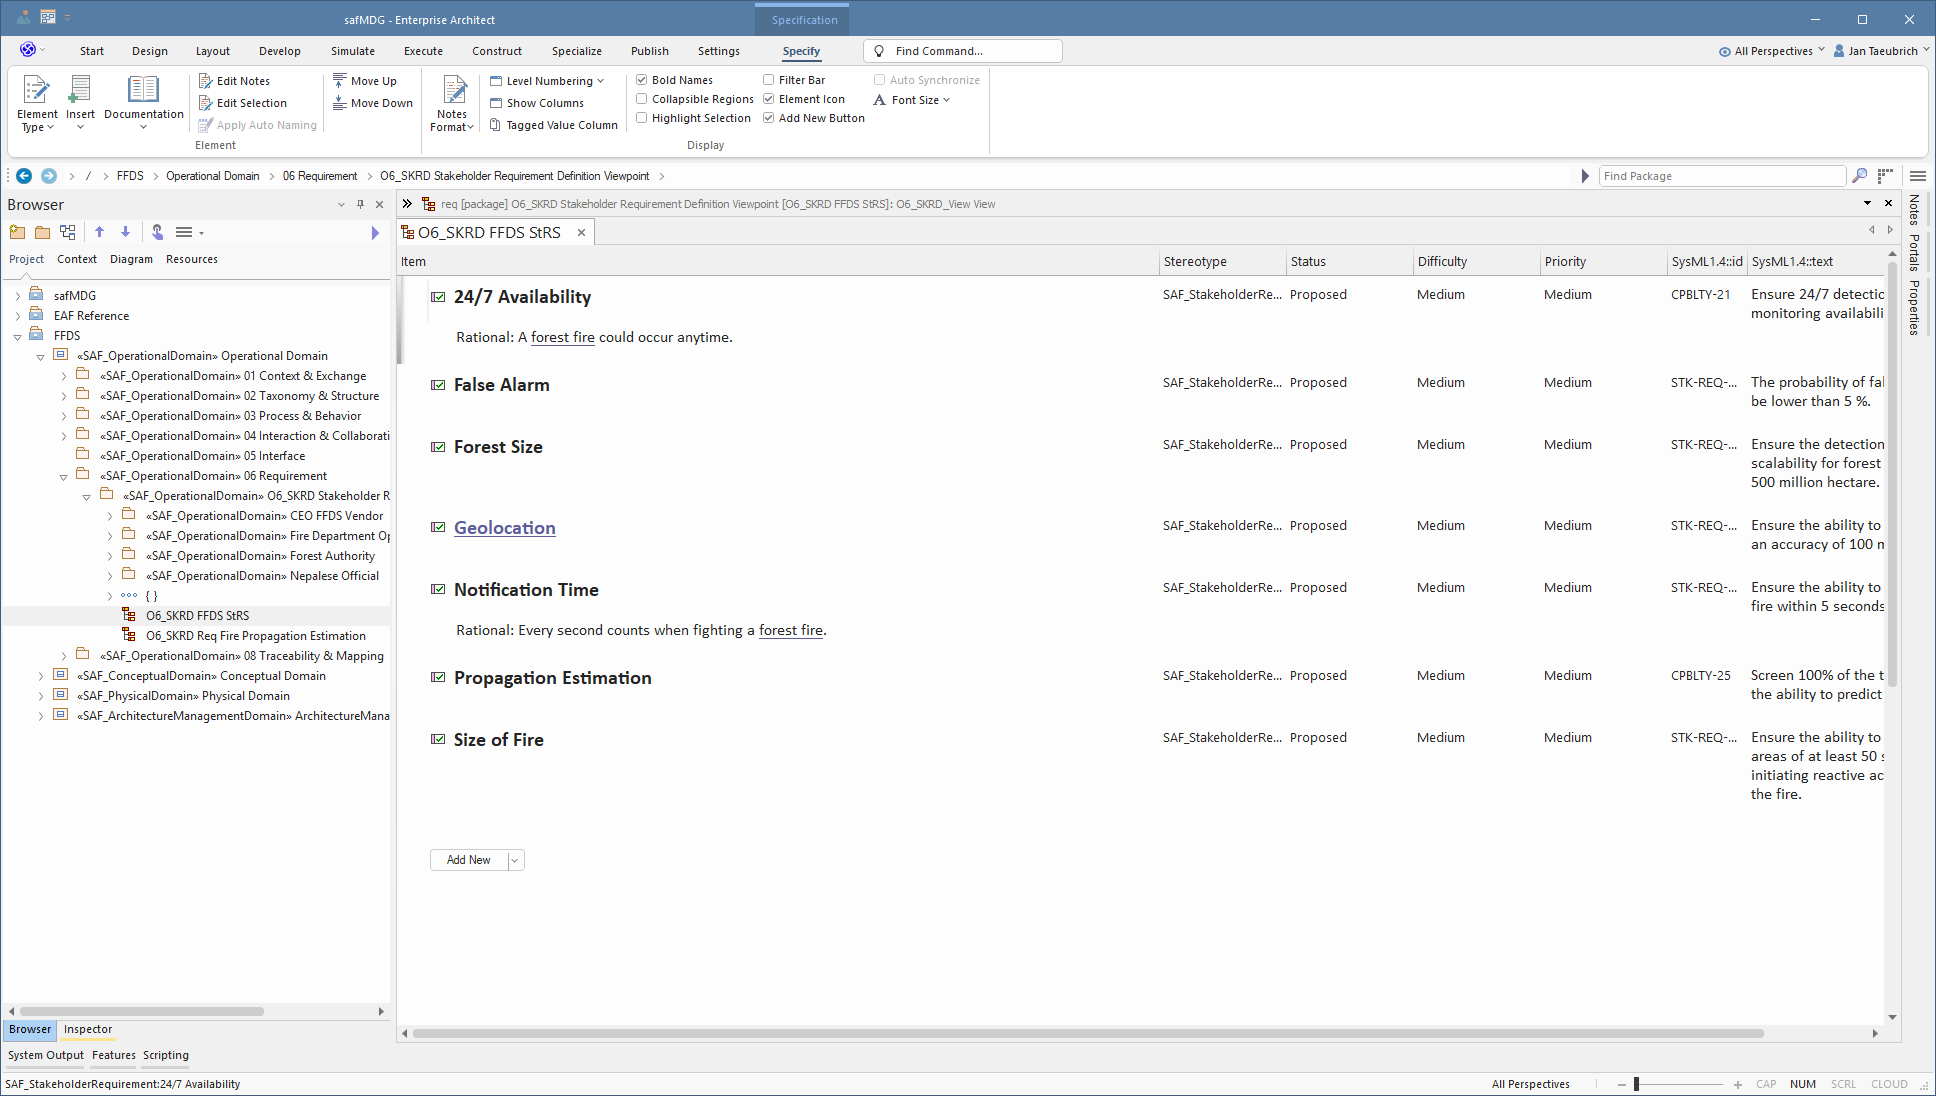 safMDG - Enterprise Architect
Specification
Start Design Layout Develop Simulate Execute Construct Specialize Publish Settings Specify Find Command... All Perspectives Jan Taeubrich
Element Type
Insert
Documentation
Edit Notes
Edit Selection
Apply Auto Naming
Move Up
Move Down
Element
Notes Format
Level Numbering
Show Columns
Tagged Value Column
Bold Names
Collapsible Regions
Highlight Selection
Filter Bar
Element Icon
Add New Button
Auto Synchronize
Font Size
Display
/ FFDS Operational Domain 06 Requirement O6_SKRD Stakeholder Requirement Definition Viewpoint Find Package
Browser
Project Context Diagram Resources
safMDG
EAF Reference
FFDS
«SAF_OperationalDomain» Operational Domain
«SAF_OperationalDomain» 01 Context & Exchange
«SAF_OperationalDomain» 02 Taxonomy & Structure
«SAF_OperationalDomain» 03 Process & Behavior
«SAF_OperationalDomain» 04 Interaction & Collaborati
«SAF_OperationalDomain» 05 Interface
«SAF_OperationalDomain» 06 Requirement
«SAF_OperationalDomain» O6_SKRD Stakeholder R
«SAF_OperationalDomain» CEO FFDS Vendor
«SAF_OperationalDomain» Fire Department Op
«SAF_OperationalDomain» Forest Authority
«SAF_OperationalDomain» Nepalese Official
{ }
O6_SKRD FFDS StRS
O6_SKRD Req Fire Propagation Estimation
«SAF_OperationalDomain» 08 Traceability & Mapping
«SAF_ConceptualDomain» Conceptual Domain
«SAF_PhysicalDomain» Physical Domain
«SAF_ArchitectureManagementDomain» ArchitectureMana
req [package] O6_SKRD Stakeholder Requirement Definition Viewpoint [O6_SKRD FFDS StRS]: O6_SKRD_View View
O6_SKRD FFDS StRS
Item Stereotype Status Difficulty Priority SysML1.4::id SysML1.4::text
24/7 Availability SAF_StakeholderRe... Proposed Medium Medium CPBLTY-21 Ensure 24/7 detectio
monitoring availabili
Rational: A forest fire could occur anytime.
False Alarm SAF_StakeholderRe... Proposed Medium Medium STK-REQ-... The probability of fal
be lower than 5 %.
Forest Size SAF_StakeholderRe... Proposed Medium Medium STK-REQ-... Ensure the detection
scalability for forest
500 million hectare.
Geolocation SAF_StakeholderRe... Proposed Medium Medium STK-REQ-... Ensure the ability to
an accuracy of 100 m
Notification Time SAF_StakeholderRe... Proposed Medium Medium STK-REQ-... Ensure the ability to
fire within 5 seconds
Rational: Every second counts when fighting a forest fire.
Propagation Estimation SAF_StakeholderRe... Proposed Medium Medium CPBLTY-25 Screen 100% of the t
the ability to predict
Size of Fire SAF_StakeholderRe... Proposed Medium Medium STK-REQ-... Ensure the ability to
areas of at least 50 s
initiating reactive ac
the fire.
Add New
Notes
Portals
Properties
Browser Inspector
System Output Features Scripting
SAF_StakeholderRequirement:24/7 Availability All Perspectives CAP NUM SCRL CLOUD